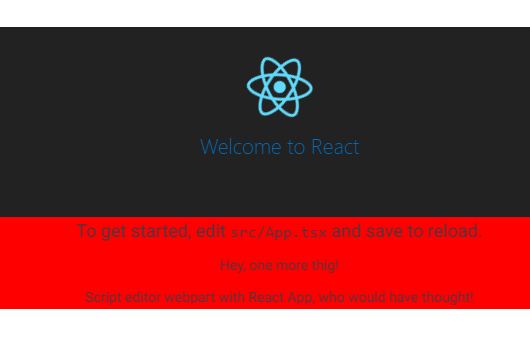 Welcome to React
To get started, edit src/App.tsx and save to reload.
Hey, one more thig!
Script editor webpart with React App, who would have thought!